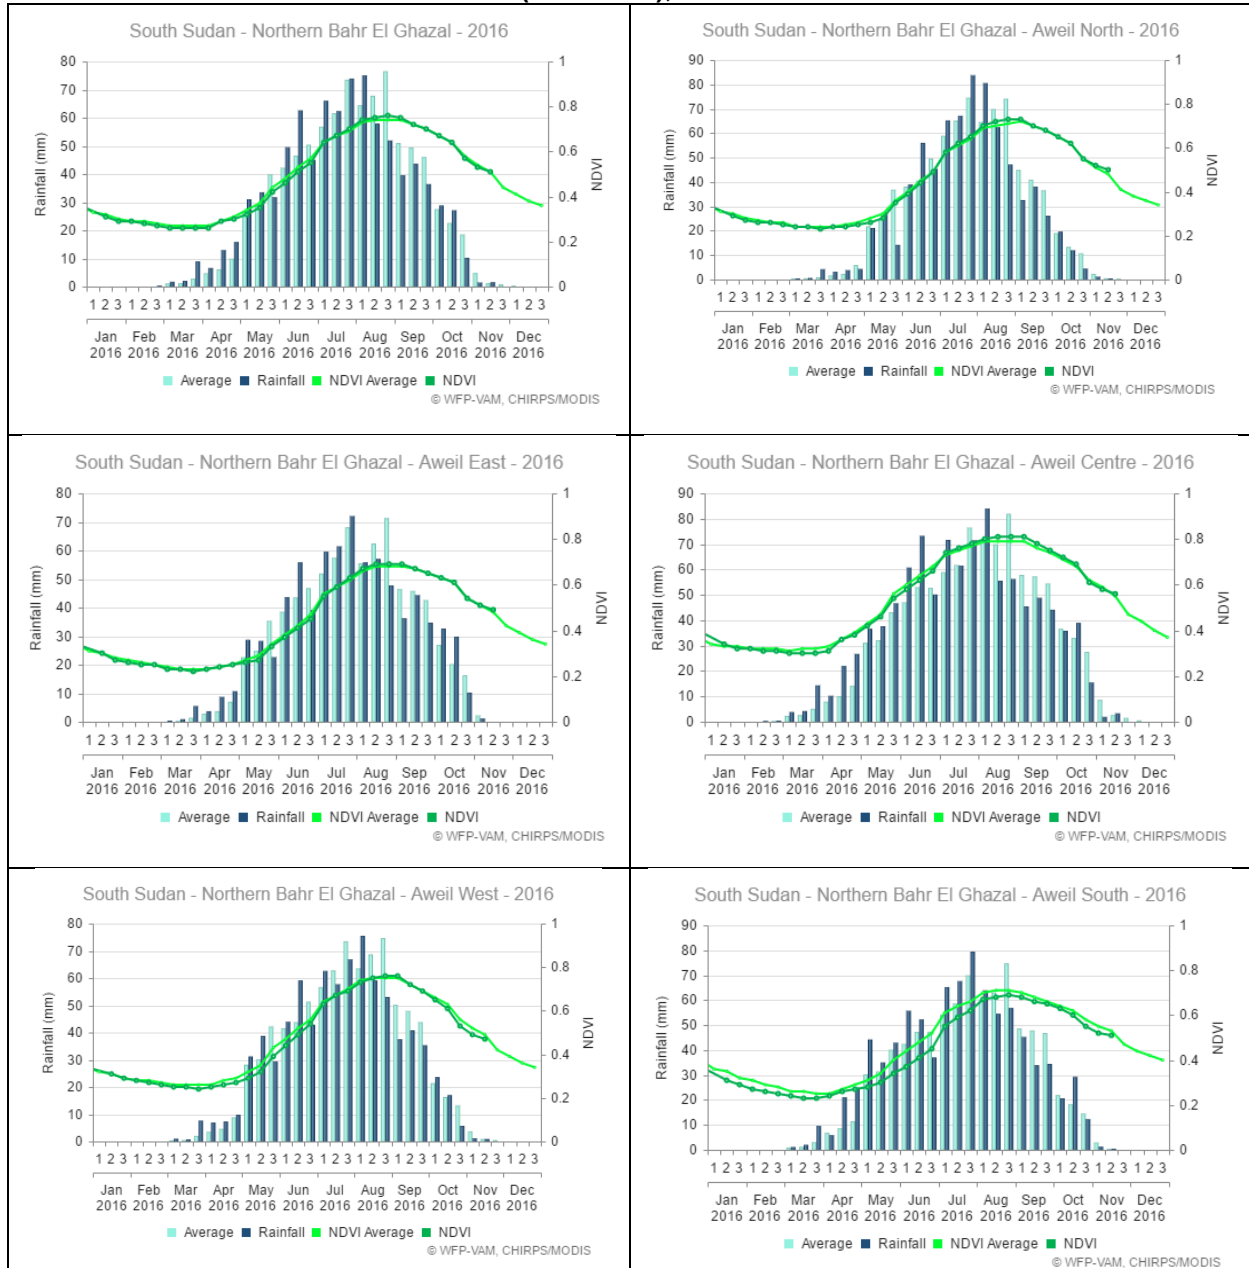 South Sudan - Northern Bahr El Ghazal - 2016
80
70
60
50
40
30
20
10
0
Rainfall (mm)
1
0.8
0.6
0.4
0.2
0
NDVI
1 2 3 1 2 3 1 2 3 1 2 3 1 2 3 1 2 3 1 2 3 1 2 3 1 2 3 1 2 3 1 2 3 1 2 3
Jan Feb Mar Apr May Jun Jul Aug Sep Oct Nov Dec
2016 2016 2016 2016 2016 2016 2016 2016 2016 2016 2016 2016
Average Rainfall NDVI Average NDVI
© WFP-VAM, CHIRPS/MODIS
South Sudan - Northern Bahr El Ghazal - Aweil North - 2016
90
80
70
60
50
40
30
20
10
0
Rainfall (mm)
1
0.8
0.6
0.4
0.2
0
NDVI
1 2 3 1 2 3 1 2 3 1 2 3 1 2 3 1 2 3 1 2 3 1 2 3 1 2 3 1 2 3 1 2 3 1 2 3
Jan Feb Mar Apr May Jun Jul Aug Sep Oct Nov Dec
2016 2016 2016 2016 2016 2016 2016 2016 2016 2016 2016 2016
Average Rainfall NDVI Average NDVI
© WFP-VAM, CHIRPS/MODIS
South Sudan - Northern Bahr El Ghazal - Aweil East - 2016
80
70
60
50
40
30
20
10
0
Rainfall (mm)
1
0.8
0.6
0.4
0.2
0
NDVI
1 2 3 1 2 3 1 2 3 1 2 3 1 2 3 1 2 3 1 2 3 1 2 3 1 2 3 1 2 3 1 2 3 1 2 3
Jan Feb Mar Apr May Jun Jul Aug Sep Oct Nov Dec
2016 2016 2016 2016 2016 2016 2016 2016 2016 2016 2016 2016
Average Rainfall NDVI Average NDVI
© WFP-VAM, CHIRPS/MODIS
South Sudan - Northern Bahr El Ghazal - Aweil Centre - 2016
90
80
70
60
50
40
30
20
10
0
Rainfall (mm)
1
0.8
0.6
0.4
0.2
0
NDVI
1 2 3 1 2 3 1 2 3 1 2 3 1 2 3 1 2 3 1 2 3 1 2 3 1 2 3 1 2 3 1 2 3 1 2 3
Jan Feb Mar Apr May Jun Jul Aug Sep Oct Nov Dec
2016 2016 2016 2016 2016 2016 2016 2016 2016 2016 2016 2016
Average Rainfall NDVI Average NDVI
© WFP-VAM, CHIRPS/MODIS
South Sudan - Northern Bahr El Ghazal - Aweil West - 2016
80
70
60
50
40
30
20
10
0
Rainfall (mm)
1
0.8
0.6
0.4
0.2
0
NDVI
1 2 3 1 2 3 1 2 3 1 2 3 1 2 3 1 2 3 1 2 3 1 2 3 1 2 3 1 2 3 1 2 3 1 2 3
Jan Feb Mar Apr May Jun Jul Aug Sep Oct Nov Dec
2016 2016 2016 2016 2016 2016 2016 2016 2016 2016 2016 2016
Average Rainfall NDVI Average NDVI
© WFP-VAM, CHIRPS/MODIS
South Sudan - Northern Bahr El Ghazal - Aweil South - 2016
90
80
70
60
50
40
30
20
10
0
Rainfall (mm)
1
0.8
0.6
0.4
0.2
0
NDVI
1 2 3 1 2 3 1 2 3 1 2 3 1 2 3 1 2 3 1 2 3 1 2 3 1 2 3 1 2 3 1 2 3 1 2 3
Jan Feb Mar Apr May Jun Jul Aug Sep Oct Nov Dec
2016 2016 2016 2016 2016 2016 2016 2016 2016 2016 2016 2016
Average Rainfall NDVI Average NDVI
© WFP-VAM, CHIRPS/MODIS